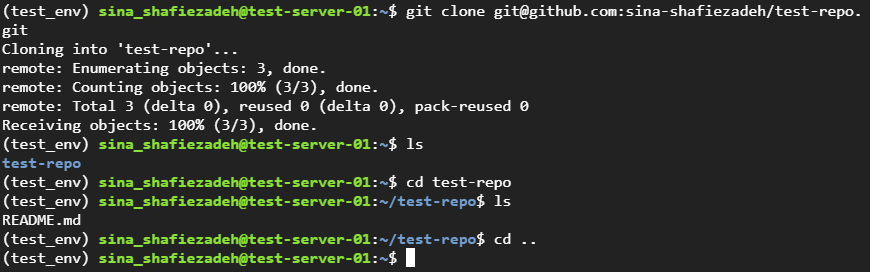 (test_env) sina_shafiezadeh@test-server-01:~$ git clone git@github.com:sina-shafiezadeh/test-repo.
git
Cloning into 'test-repo'...
remote: Enumerating objects: 3, done.
remote: Counting objects: 100% (3/3), done.
remote: Total 3 (delta 0), reused 0 (delta 0), pack-reused 0
Receiving objects: 100% (3/3), done.
(test_env) sina_shafiezadeh@test-server-01:~$ ls
test-repo
(test_env) sina_shafiezadeh@test-server-01:~$ cd test-repo
(test_env) sina_shafiezadeh@test-server-01:~/test-repo$ ls
README.md
(test_env) sina_shafiezadeh@test-server-01:~/test-repo$ cd ..
(test_env) sina_shafiezadeh@test-server-01:~$